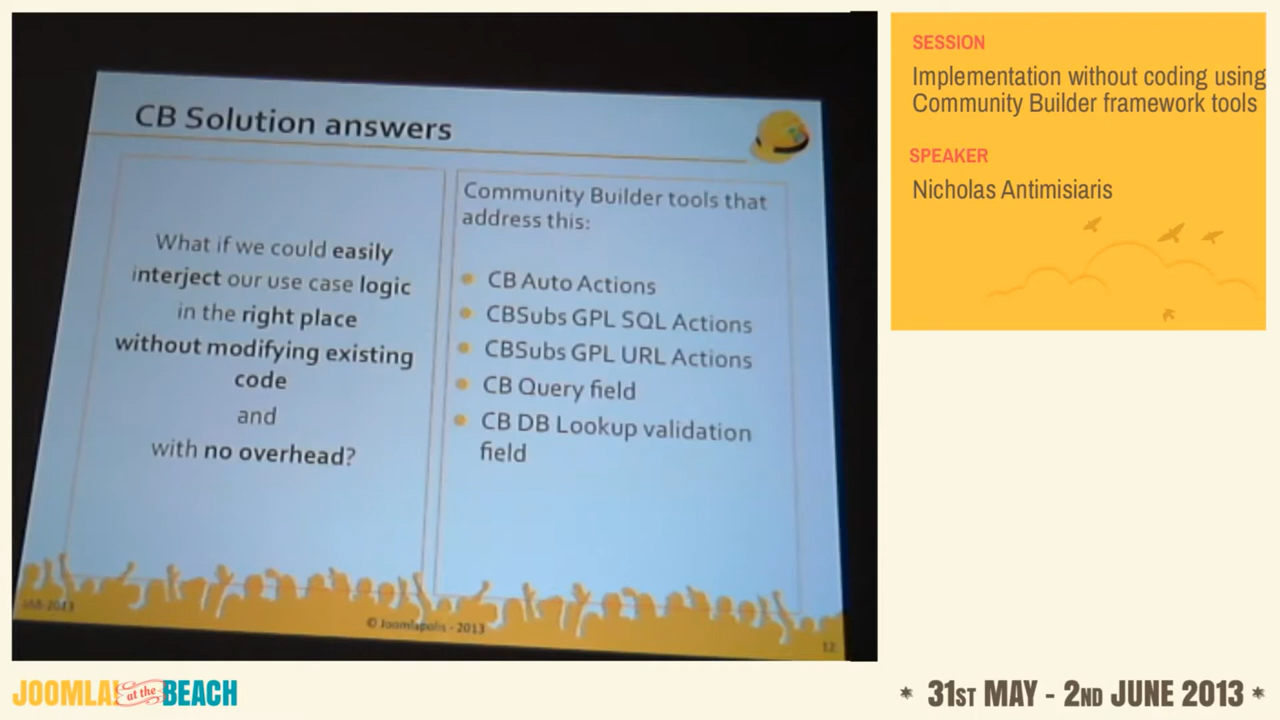 CB Solution answers
What if we could easily
interject our use case logic
in the right place
without modifying existing
code
and
with no overhead?
Community Builder tools that
address this:
CB Auto Actions
CBSubs GPL SQL Actions
CBSubs GPL URL Actions
CB Query field
CB DB Lookup validation
field
© Joomlapolis - 2013
12
SESSION
Implementation without coding using
Community Builder framework tools
SPEAKER
Nicholas Antimisiaris
JOOMLA! at the BEACH
* 31ST MAY - 2ND JUNE 2013 *